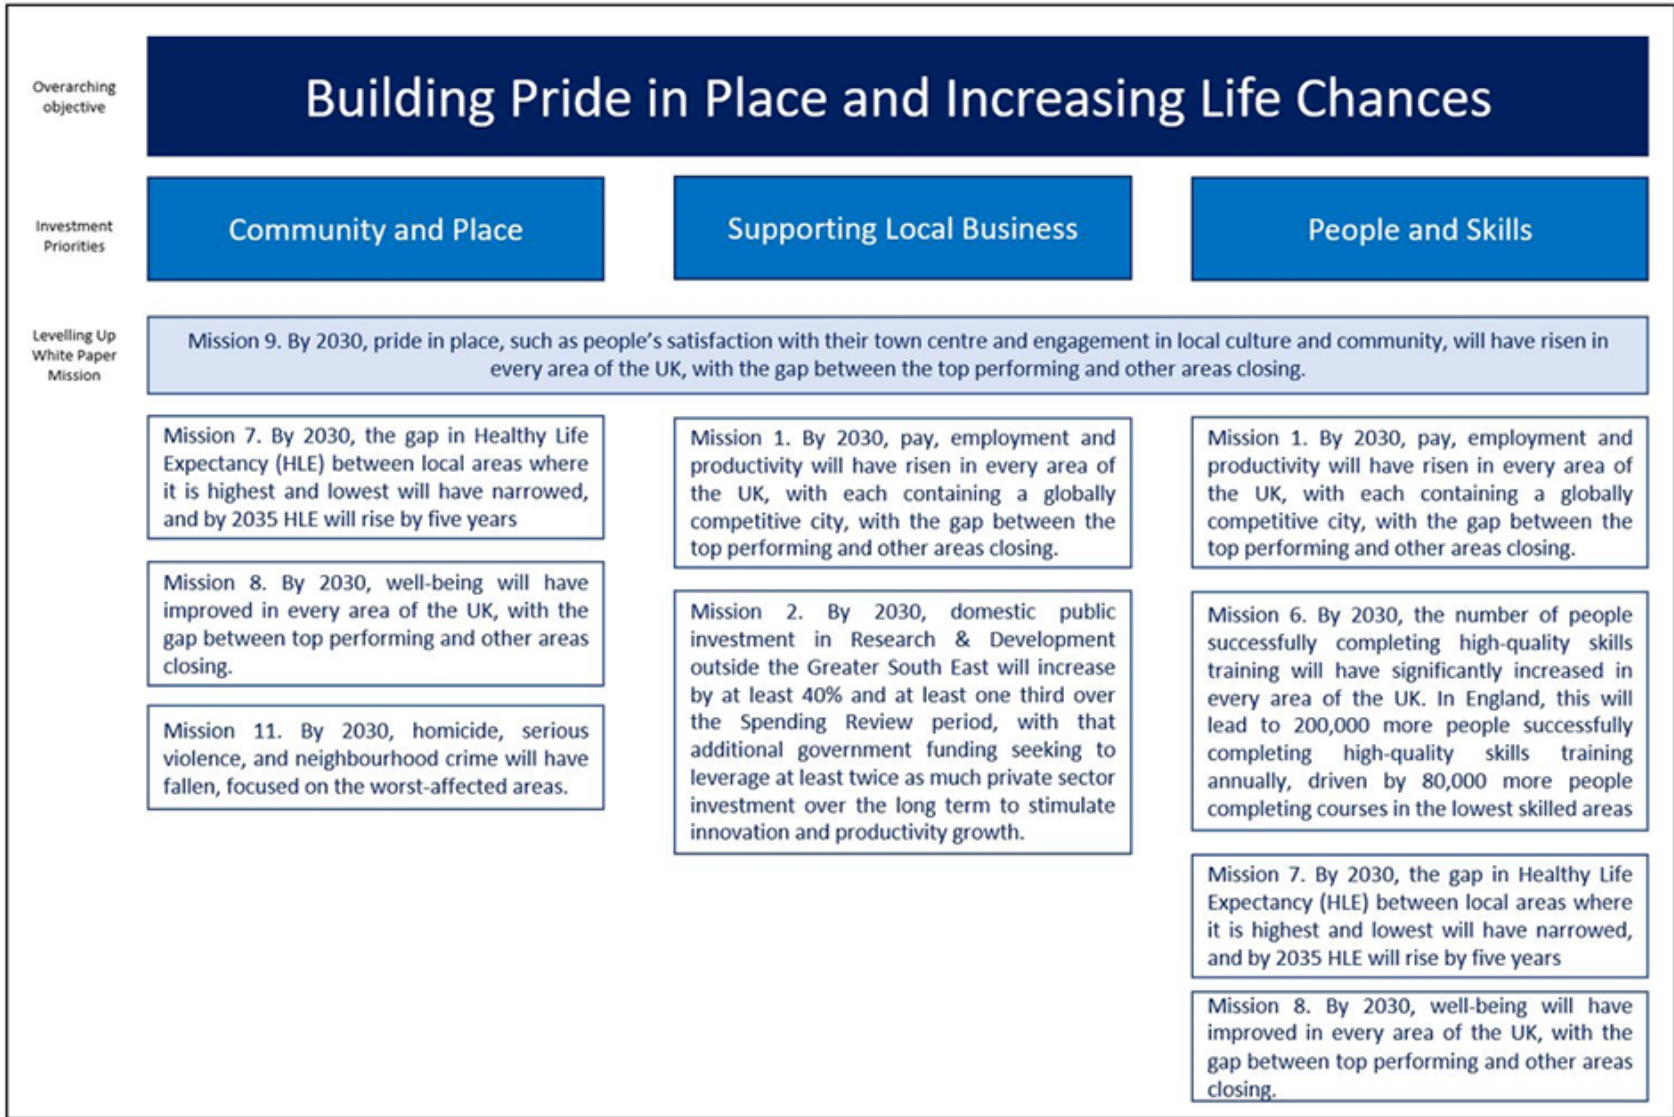 Overarching
objective
Building Pride in Place and Increasing Life Chances
Investment
Priorities
Community and Place
Supporting Local Business
People and Skills
Levelling Up
White Paper
Mission
Mission 9. By 2030, pride in place, such as people's satisfaction with their town centre and engagement in local culture and community, will have risen in
every area of the UK, with the gap between the top performing and other areas closing.
Mission 7. By 2030, the gap in Healthy Life
Expectancy (HLE) between local areas where
it is highest and lowest will have narrowed,
and by 2035 HLE will rise by five years
Mission 8. By 2030, well-being will have
improved in every area of the UK, with the
gap between top performing and other areas
closing.
Mission 11. By 2030, homicide, serious
violence, and neighbourhood crime will have
fallen, focused on the worst-affected areas.
Mission 1. By 2030, pay, employment and
productivity will have risen in every area of
the UK, with each containing a globally
competitive city, with the gap between the
top performing and other areas closing.
Mission 2. By 2030, domestic public
investment in Research & Development
outside the Greater South East will increase
by at least 40% and at least one third over
the Spending Review period, with that
additional government funding seeking to
leverage at least twice as much private sector
investment over the long term to stimulate
innovation and productivity growth.
Mission 1. By 2030, pay, employment and
productivity will have risen in every area of
the UK, with each containing a globally
competitive city, with the gap between the
top performing and other areas closing.
Mission 6. By 2030, the number of people
successfully completing high-quality skills
training will have significantly increased in
every area of the UK. In England, this will
lead to 200,000 more people successfully
completing high-quality skills training
annually, driven by 80,000 more people
completing courses in the lowest skilled areas
Mission 7. By 2030, the gap in Healthy Life
Expectancy (HLE) between local areas where
it is highest and lowest will have narrowed,
and by 2035 HLE will rise by five years
Mission 8. By 2030, well-being will have
improved in every area of the UK, with the
gap between top performing and other areas
closing.